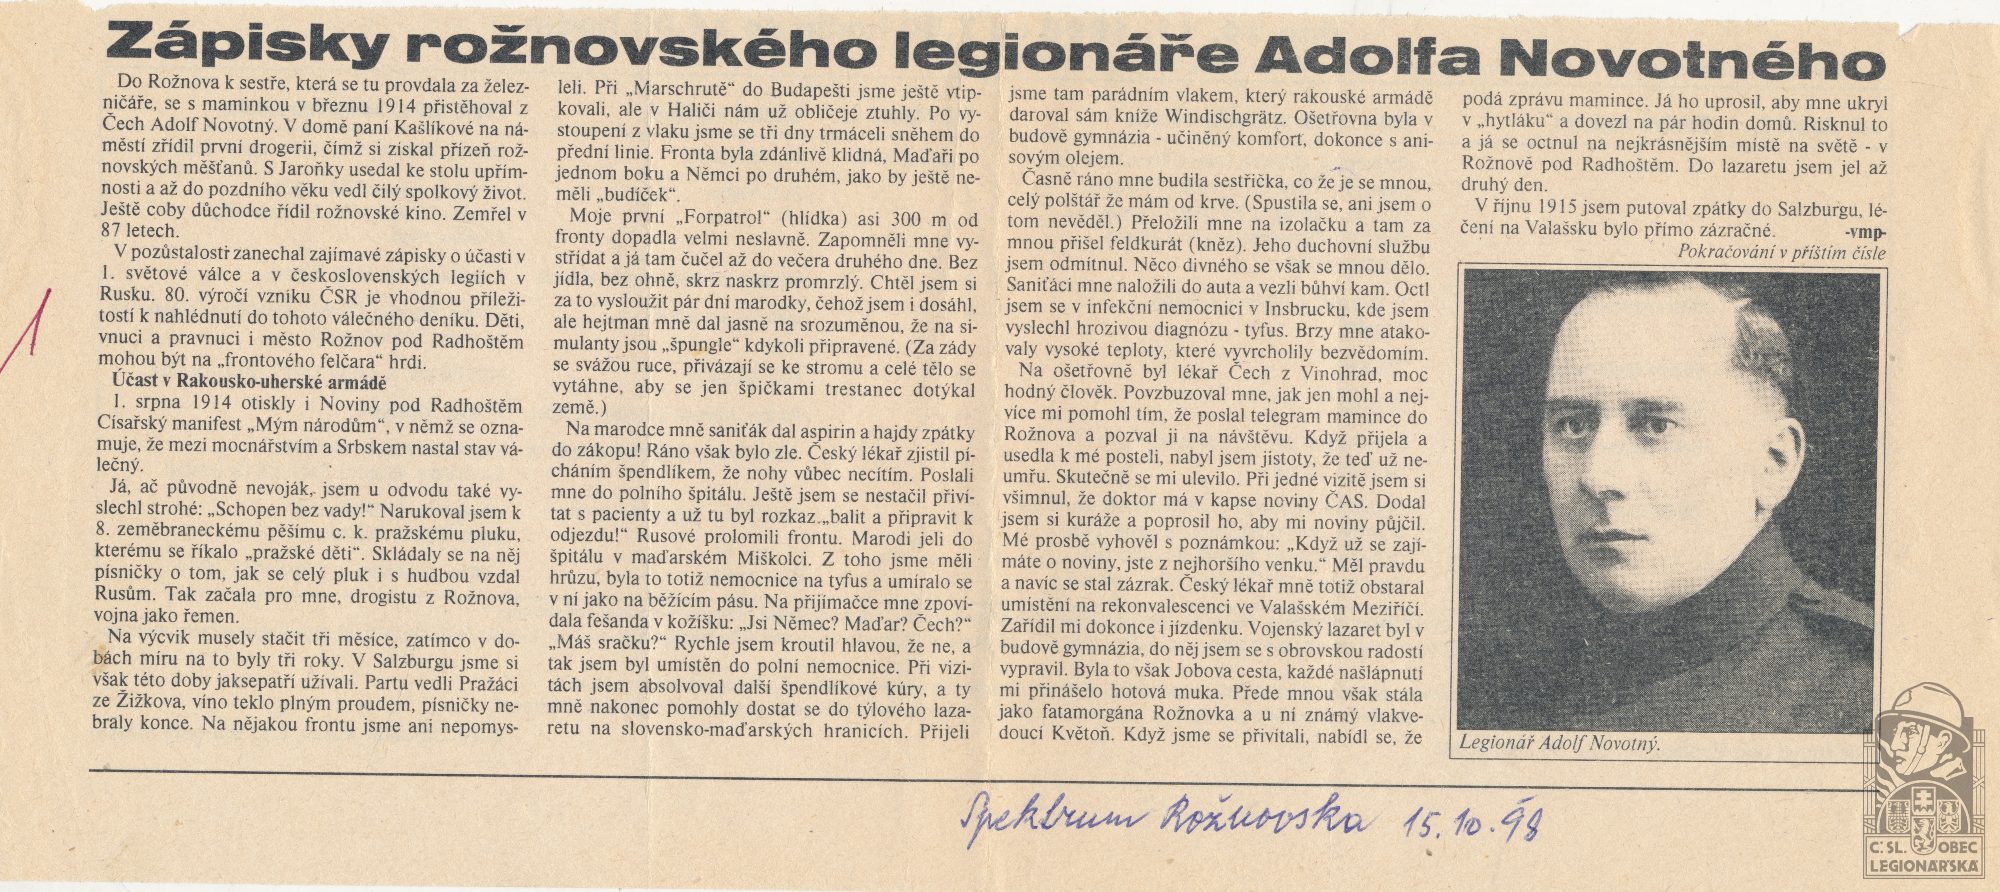 Zápisky rožnovského legionáře Adolfa Novotného
Do Rožnova k sestře, která se tu provdala za želez-
ničáře, se s maminkou v březnu 1914 přistěhoval z
Čech Adolf Novotný. V domě paní Kašlíkové na ná-
městí zřídil první drogerii, čímž si získal přízeň rož-
novských měšťanů. S Jaroňky usedal ke stolu upřím-
nosti a až do pozdního věku vedl čilý spolkový život.
Ještě coby důchodce řídil rožnovské kino. Zemřel v
87 letech.
V pozůstalosti zanechal zajímavé zápisky o účasti v
1. světové válce a v československých legiích v
Rusku. 80. výročí vzniku ČSR je vhodnou příleži-
tostí k nahlédnutí do tohoto válečného deníku. Děti,
vnuci a pravnuci i město Rožnov pod Radhoštěm
mohou být na „frontového felčara“ hrdi.
Účast v Rakousko-uherské armádě
1. srpna 1914 otiskly i Noviny pod Radhoštěm
Císařský manifest „Mým národům“, v němž se ozna-
muje, že mezi mocnářstvím a Srbskem nastal stav vá-
lečný.
Já, ač původně nevoják, jsem u odvodu také vy-
slechl strohé: „Schopen bez vady!“ Narukoval jsem k
8. zeměbraneckému pěšímu c. k. pražskému pluku,
kterému se říkalo „pražské děti“. Skládaly se na něj
písničky o tom, jak se celý pluk i s hudbou vzdal
Rusům. Tak začala pro mne, drogistu z Rožnova,
vojna jako řemen.
Na výcvik musely stačit tři měsíce, zatímco v do-
bách míru na to byly tři roky. V Salzburgu jsme si
však této doby jaksepatří užívali. Partu vedli Pražáci
ze Žižkova, víno teklo plným proudem, písničky ne-
braly konce. Na nějakou frontu jsme ani nepomys-
leli. Při „Marschrutě“ do Budapešti jsme ještě vtip-
kovali, ale v Haliči nám už obličeje ztuhly. Po vy-
stoupení z vlaku jsme se tři dny trmáceli sněhem do
přední linie. Fronta byla zdánlivě klidná, Maďaři po
jednom boku a Němci po druhém, jako by ještě ne-
měli „budíček“.
Moje první „Forpatrol“ (hlídka) asi 300 m od
fronty dopadla velmi neslavně. Zapomněli mne vy-
střídat a já tam čučel až do večera druhého dne. Bez
jídla, bez ohně, skrz naskrz promrzlý. Chtěl jsem si
za to vysloužit pár dní marodky, čehož jsem i dosáhl,
ale hejtman mně dal jasně na srozuměnou, že na si-
mulanty jsou „špungle“ kdykoli připravené. (Za zády
se svážou ruce, přivázají se ke stromu a celé tělo se
vytáhne, aby se jen špičkami trestanec dotýkal
země.)
Na marodce mně saniťák dal aspirin a hajdy zpátky
do zákopu! Ráno však bylo zle. Český lékař zjistil pí-
cháním špendlíkem, že nohy vůbec necítím. Poslali
mne do polního špitálu. Ještě jsem se nestačil přiví-
tat s pacienty a už tu byl rozkaz „balit a připravit k
odjezdu!“ Rusové prolomili frontu. Marodi jeli do
špitálu v maďarském Miškolci. Z toho jsme měli
hrůzu, byla to totiž nemocnice na tyfus a umíralo se
v ní jako na běžícím pásu. Na přijímačce mne zpoví-
dala fešanda v kožíšku: „Jsi Němec? Maďar? Čech?“
„Máš sračku?“ Rychle jsem kroutil hlavou, že ne, a
tak jsem byl umístěn do polní nemocnice. Při vizi-
tách jsem absolvoval další špendlíkové kúry, a ty
mně nakonec pomohly dostat se do týlového laza-
retu na slovensko-maďarských hranicích. Přijeli
jsme tam parádním vlakem, který rakouské armádě
daroval sám kníže Windischgrätz. Ošetřovna byla v
budově gymnázia - učiněný komfort, dokonce s ani-
sovým olejem.
Časně ráno mne budila sestřička, co že je se mnou,
celý polštář že mám od krve. (Spustila se, ani jsem o
tom nevěděl.) Přeložili mne na izolačku a tam za
mnou přišel feldkurát (kněz). Jeho duchovní službu
jsem odmítnul. Něco divného se však se mnou dělo.
Saniťáci mne naložili do auta a vezli bůhví kam. Octl
jsem se v infekční nemocnici v Insbrucku, kde jsem
vyslechl hrozivou diagnózu - tyfus. Brzy mne atako-
valy vysoké teploty, které vyvrcholily bezvědomím.
Na ošetřovně byl lékař Čech z Vinohrad, moc
hodný člověk. Povzbuzoval mne, jak jen mohl a nej-
více mi pomohl tím, že poslal telegram mamince do
Rožnova a pozval ji na návštěvu. Když přijela a
usedla k mé posteli, nabyl jsem jistoty, že teď už ne-
umřu. Skutečně se mi ulevilo. Při jedné vizitě jsem si
všimnul, že doktor má v kapse noviny ČAS. Dodal
jsem si kuráže a poprosil ho, aby mi noviny půjčil.
Mé prosbě vyhověl s poznámkou: „Když už se zají-
máte o noviny, jste z nejhoršího venku.“ Měl pravdu
a navíc se stal zázrak. Český lékař mně totiž obstaral
umístění na rekonvalescenci ve Valašském Meziříčí.
Zařídil mi dokonce i jízdenku. Vojenský lazaret byl v
budově gymnázia, do něj jsem se s obrovskou radostí
vypravil. Byla to však Jobova cesta, každé našlápnutí
mi přinášelo hotová muka. Přede mnou však stála
jako fatamorgána Rožnovka a u ní známý vlakve-
doucí Květoň. Když jsme se přivítali, nabídl se, že
podá zprávu mamince. Já ho uprosil, aby mne ukryl
v „hytláku“ a dovezl na pár hodin domů. Risknul to
a já se octnul na nejkrásnějším místě na světě - v
Rožnově pod Radhoštěm. Do lazaretu jsem jel až
druhý den.
V říjnu 1915 jsem putoval zpátky do Salzburgu, lé-
čení na Valašsku bylo přímo zázračné. -vmp-
Pokračování v příštím čísle
Legionář Adolf Novotný.
Spektrum Rožnovska 15.10.98
1
Č. SL. OBEC
LEGIONÁŘSKÁ